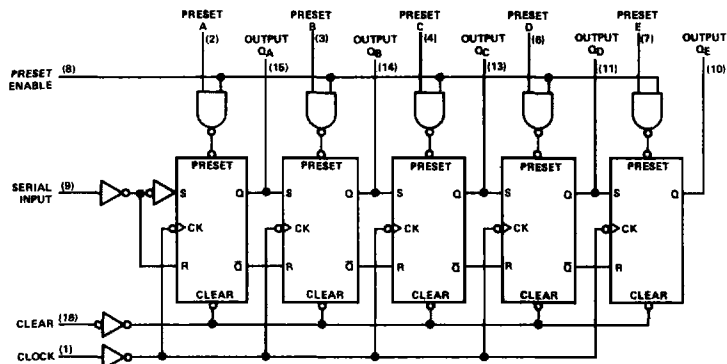 PRESET A (2)
OUTPUT QA (15)
PRESET B (3)
OUTPUT QB (14)
PRESET C (4)
OUTPUT QC (13)
PRESET D (6)
OUTPUT QD (11)
PRESET E (7)
OUTPUT QE (10)
PRESET ENABLE (8)
PRESET PRESET PRESET PRESET PRESET
SERIAL INPUT (9)
S Q S Q S Q S Q S Q
CK CK CK CK CK
R Q̅ R Q̅ R Q̅ R Q̅ R
CLEAR CLEAR CLEAR CLEAR CLEAR
CLEAR (18)
CLOCK (1)